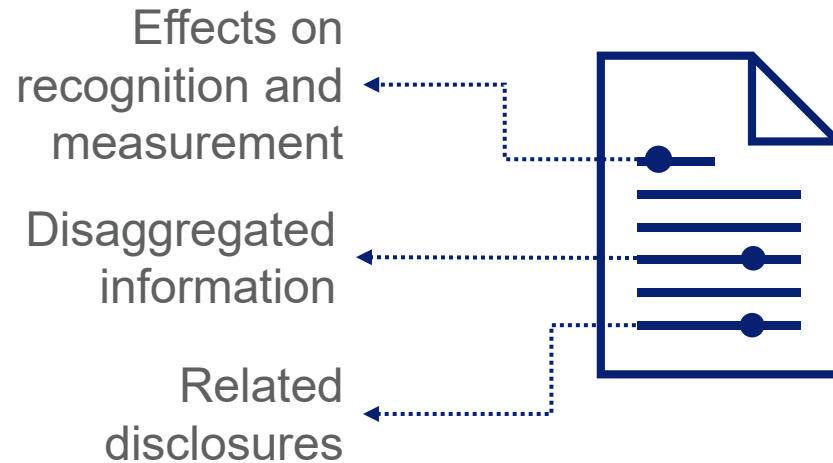 Effects on
recognition and
measurement
Disaggregated
information
Related
disclosures